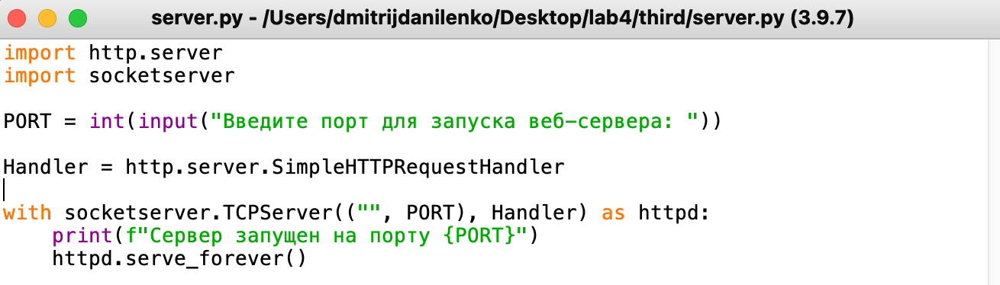 server.py - /Users/dmitrijdanilenko/Desktop/lab4/third/server.py (3.9.7)
import http.server
import socketserver
PORT = int(input("Введите порт для запуска веб-сервера: "))
Handler = http.server.SimpleHTTPRequestHandler
with socketserver.TCPServer(("", PORT), Handler) as httpd:
    print(f"Сервер запущен на порту {PORT}")
    httpd.serve_forever()